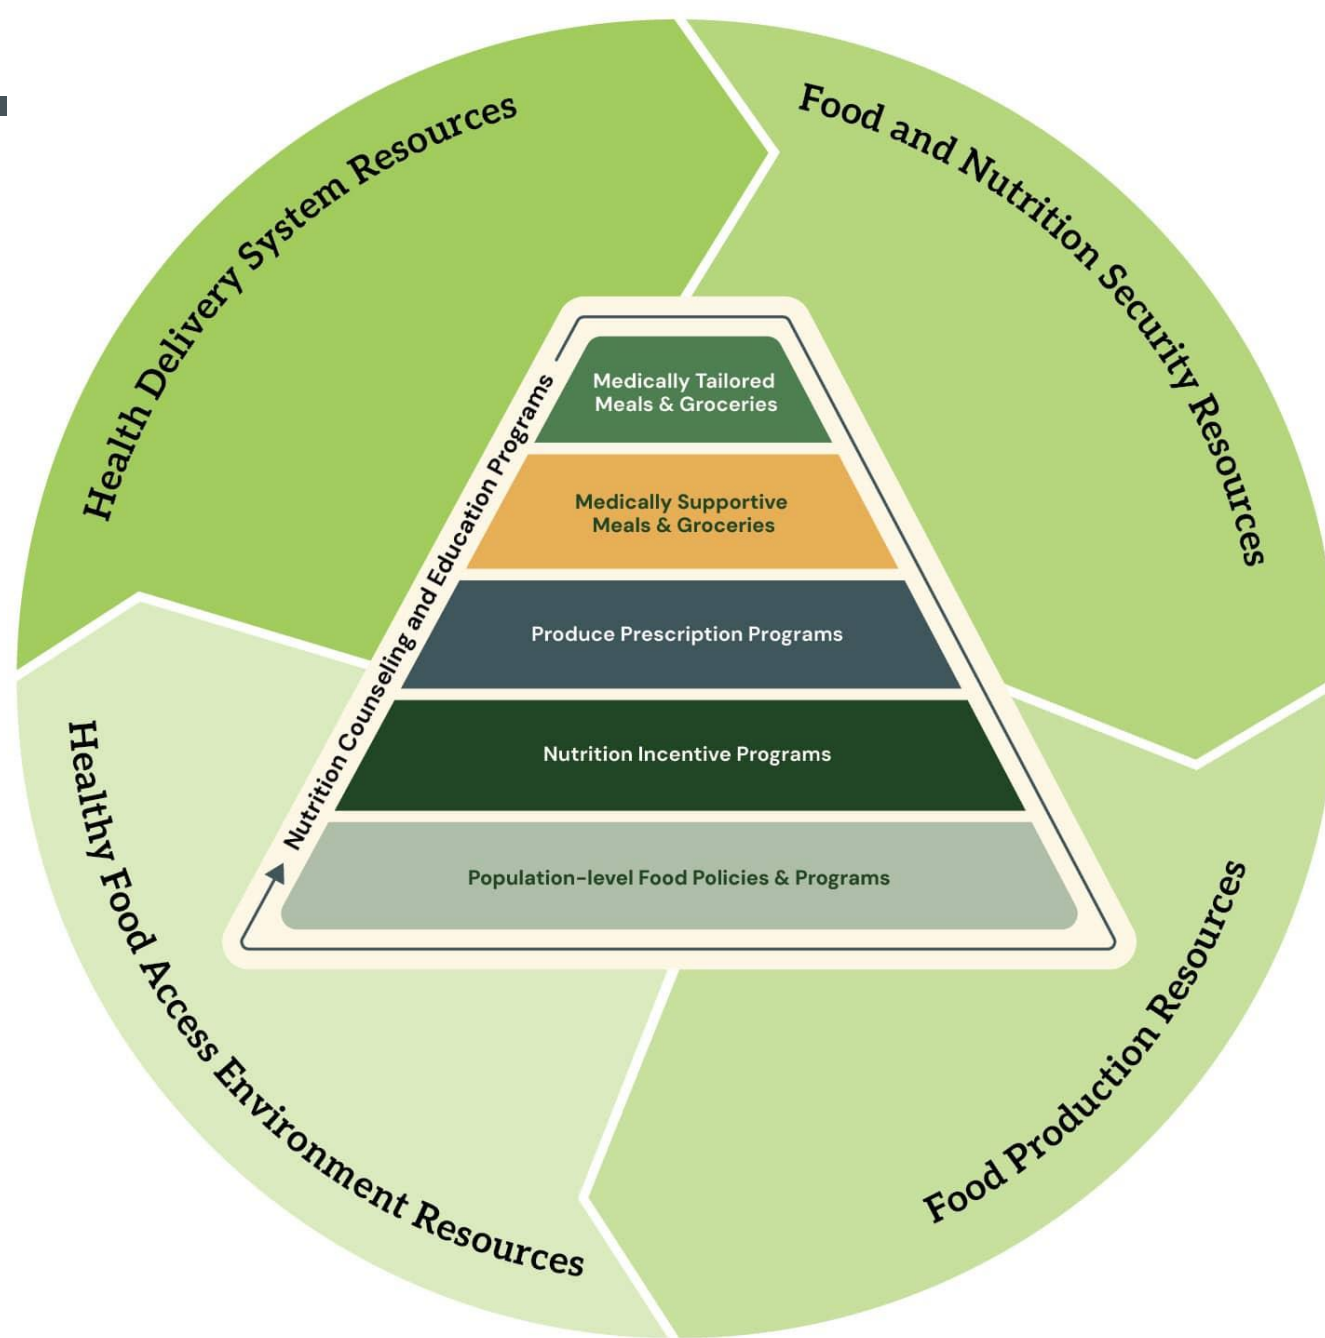 Health Delivery System Resources
Food and Nutrition Security Resources
Medically Tailored
Meals & Groceries
Medically Supportive
Meals & Groceries
Produce Prescription Programs
Nutrition Incentive Programs
Population-level Food Policies & Programs
Nutrition Counseling and Education Programs
Healthy Food Access Environment Resources
Food Production Resources